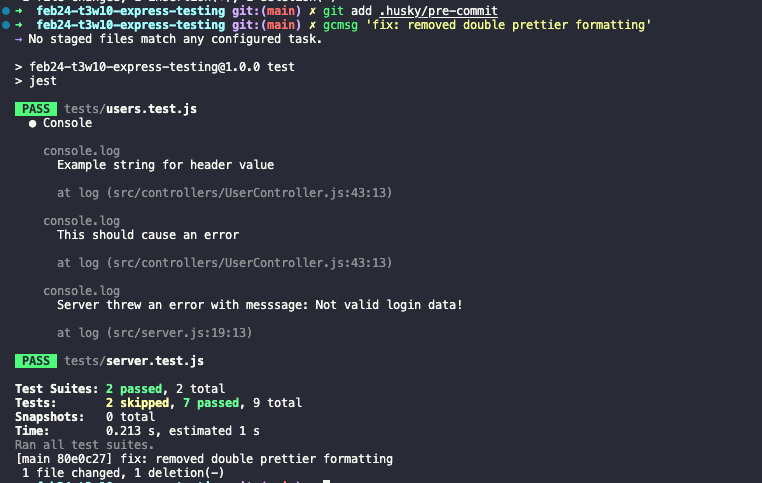 ➜  feb24-t3w10-express-testing git:(main) ✗ git add .husky/pre-commit
➜  feb24-t3w10-express-testing git:(main) ✗ gcmsg 'fix: removed double prettier formatting'
→ No staged files match any configured task.
> feb24-t3w10-express-testing@1.0.0 test
> jest
PASS  tests/users.test.js
● Console
console.log
Example string for header value
at log (src/controllers/UserController.js:43:13)
console.log
This should cause an error
at log (src/controllers/UserController.js:43:13)
console.log
Server threw an error with messsage: Not valid login data!
at log (src/server.js:19:13)
PASS  tests/server.test.js
Test Suites: 2 passed, 2 total
Tests:       2 skipped, 7 passed, 9 total
Snapshots:   0 total
Time:        0.213 s, estimated 1 s
Ran all test suites.
[main 80e0c27] fix: removed double prettier formatting
1 file changed, 1 deletion(-)